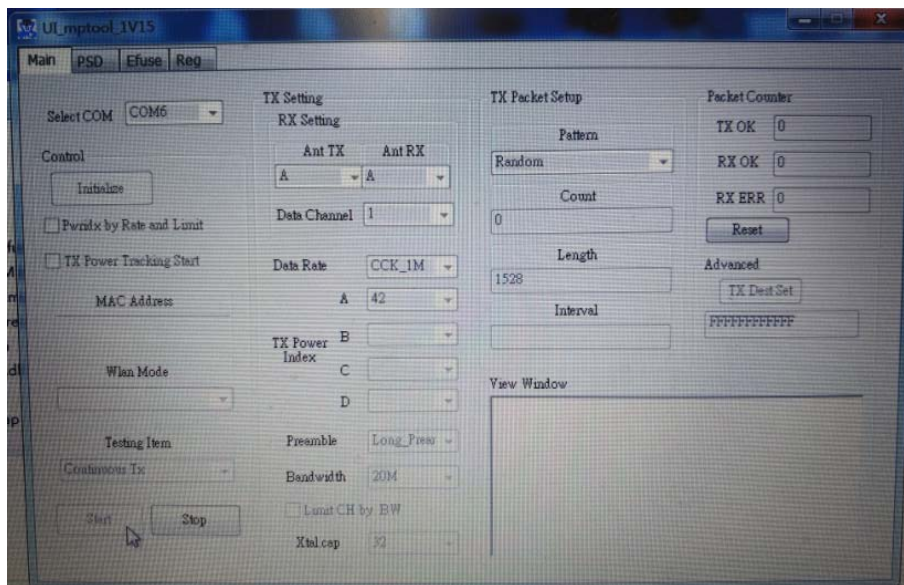 UI_mptool_1V15
Main PSD Efuse Reg
Select COM COM6
Control
Initialize
Pwridx by Rate and Limit
TX Power Tracking Start
MAC Address
Wlan Mode
Testing Item
Continuous Tx
Start Stop
TX Setting
RX Setting
Ant TX Ant RX
A A
Data Channel 1
Data Rate CCK_1M
TX Power Index
A 42
B
C
D
Preamble Long_Prear
Bandwidth 20M
Limit CH by BW
Xtal cap 32
TX Packet Setup
Pattern
Random
Count
0
Length
1528
Interval
Packet Counter
TX OK 0
RX OK 0
RX ERR 0
Reset
Advanced
TX Dest Set
FFFFFFFFFFFF
View Window